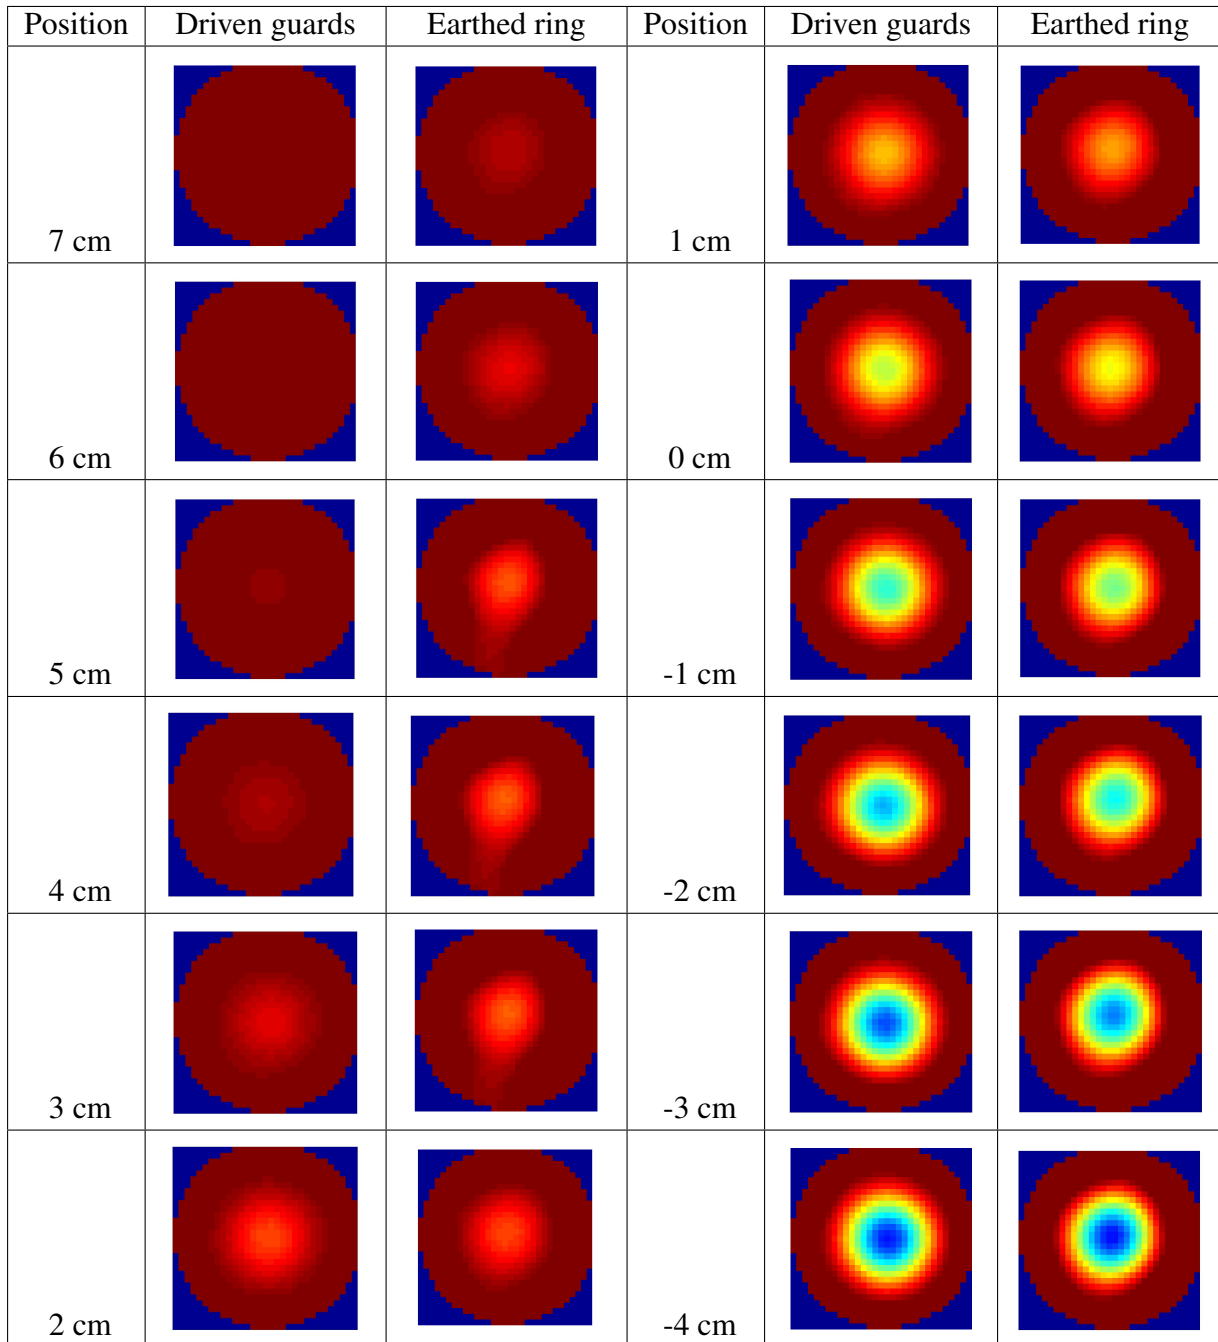 Position Driven guards Earthed ring Position Driven guards Earthed ring
7 cm 1 cm
6 cm 0 cm
5 cm -1 cm
4 cm -2 cm
3 cm -3 cm
2 cm -4 cm